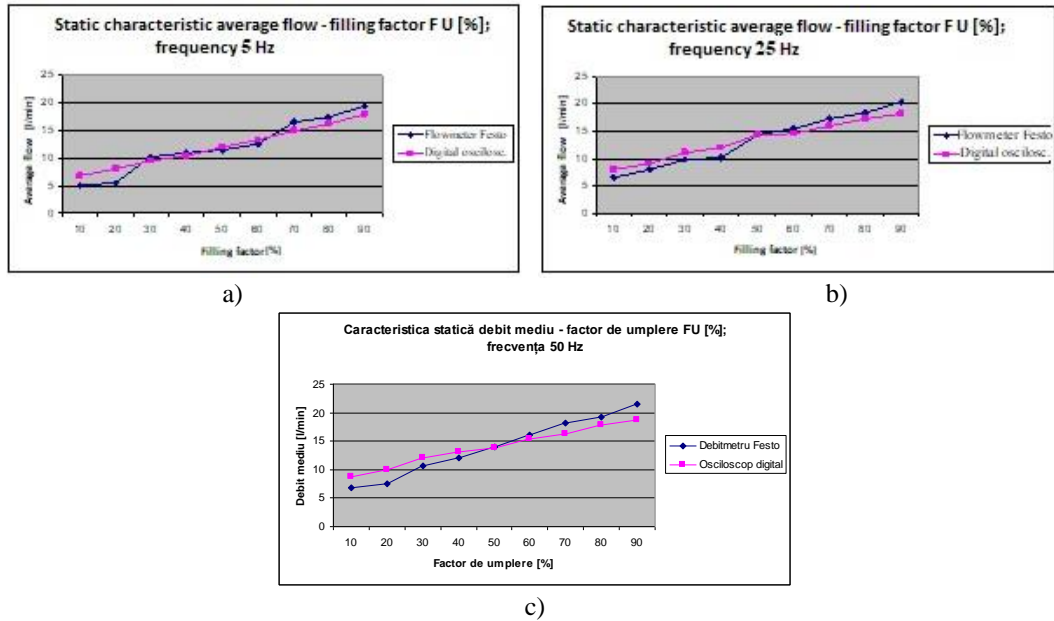 Static characteristic average flow - filling factor F U [%];
frequency 5 Hz
Average flow [l/min]
25
20
15
10
5
0
10 20 30 40 50 60 70 80 90
Filling factor [%]
Flowmeter Festo
Digital oscilosc.
a)
Static characteristic average flow - filling factor F U [%];
frequency 25 Hz
Average flow [l/min]
25
20
15
10
5
0
10 20 30 40 50 60 70 80 90
Filling factor [%]
Flowmeter Festo
Digital oscilosc.
b)
Caracteristica statică debit mediu - factor de umplere FU [%];
frecvența 50 Hz
Debit mediu [l/min]
25
20
15
10
5
0
10 20 30 40 50 60 70 80 90
Factor de umplere [%]
Debitmetru Festo
Osciloscop digital
c)